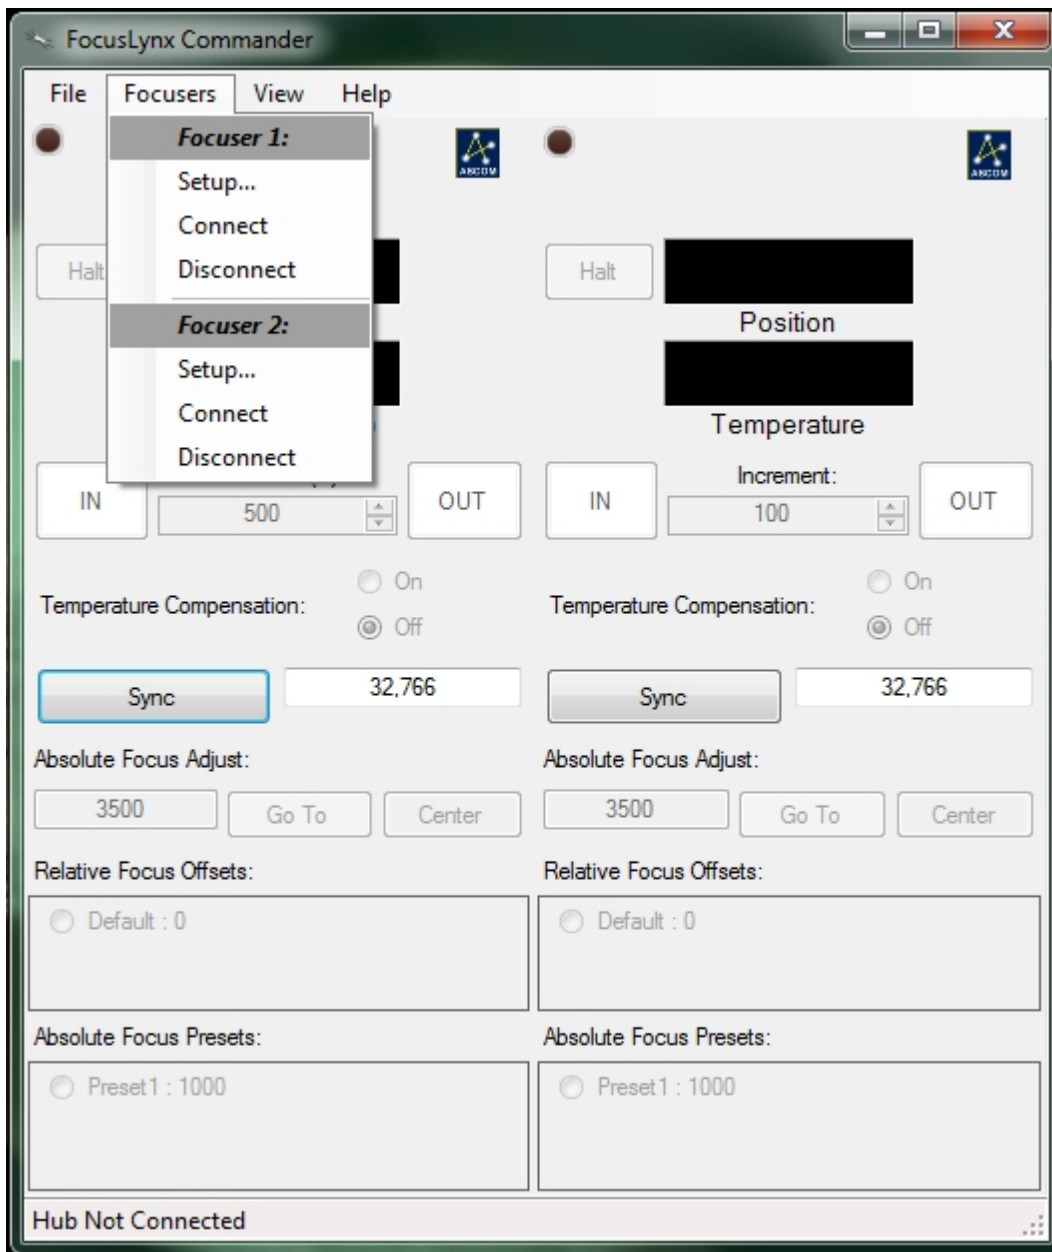 FocusLynx Commander
File Focusers View Help
Focuser 1:
Setup...
Connect
Disconnect
Focuser 2:
Setup...
Connect
Disconnect
ASCOM
ASCOM
Halt
Halt
Position
Temperature
IN
500
OUT
Increment:
IN
100
OUT
Temperature Compensation:
On
Off
Temperature Compensation:
On
Off
Sync
32,766
Sync
32,766
Absolute Focus Adjust:
3500
Go To
Center
Absolute Focus Adjust:
3500
Go To
Center
Relative Focus Offsets:
Default : 0
Relative Focus Offsets:
Default : 0
Absolute Focus Presets:
Preset1 : 1000
Absolute Focus Presets:
Preset1 : 1000
Hub Not Connected